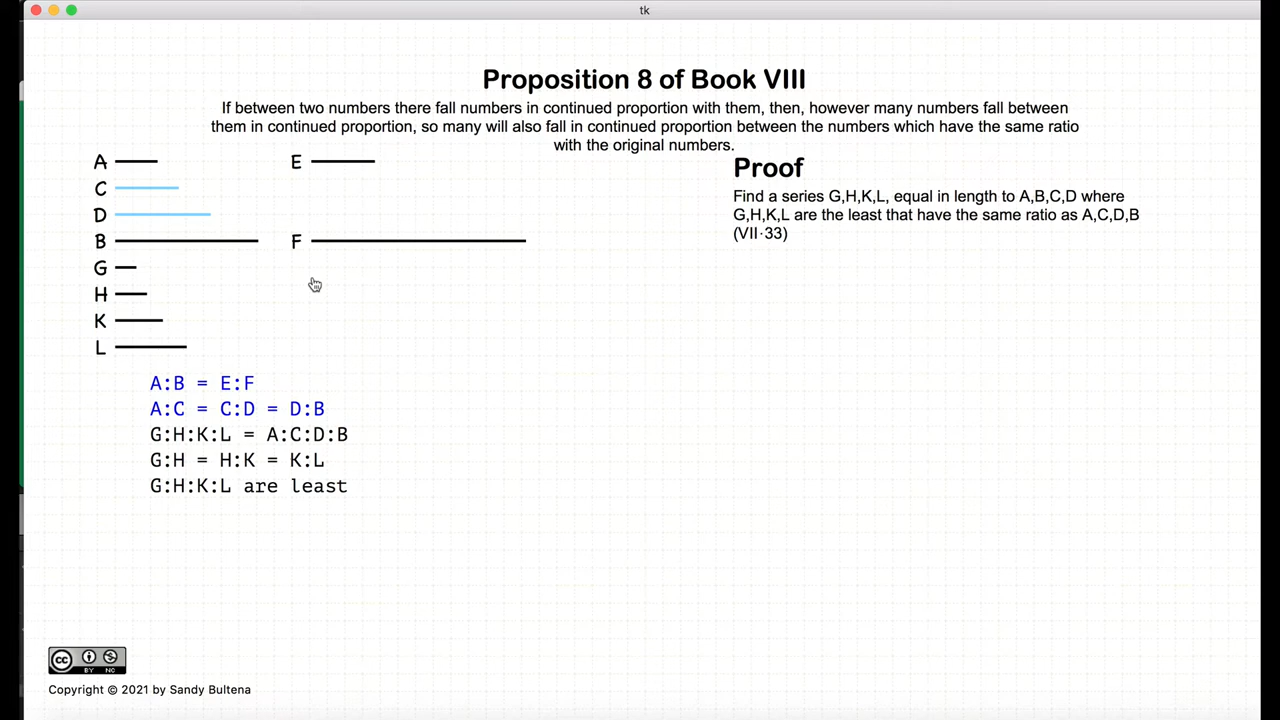 tk
Proposition 8 of Book VIII
If between two numbers there fall numbers in continued proportion with them, then, however many numbers fall between
them in continued proportion, so many will also fall in continued proportion between the numbers which have the same ratio
with the original numbers.
Proof
Find a series G,H,K,L, equal in length to A,B,C,D where
G,H,K,L are the least that have the same ratio as A,C,D,B
(VII·33)
A E
C
D
B F
G
H
K
L
A:B = E:F
A:C = C:D = D:B
G:H:K:L = A:C:D:B
G:H = H:K = K:L
G:H:K:L are least
cc BY NC
Copyright © 2021 by Sandy Bultena